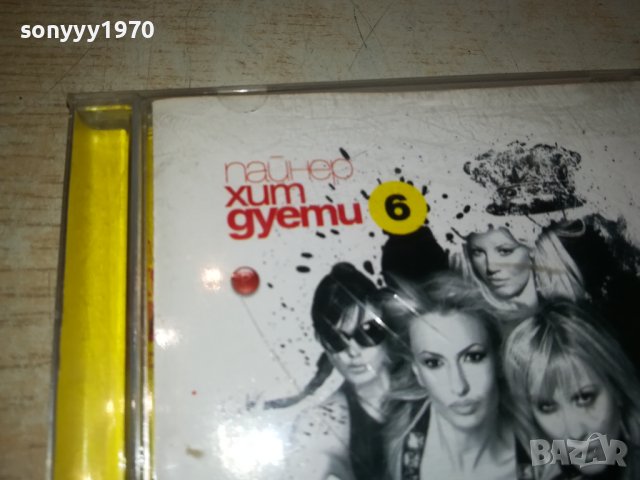 sonyyy1970
пайнер
хит
дуети 6
BAZAR